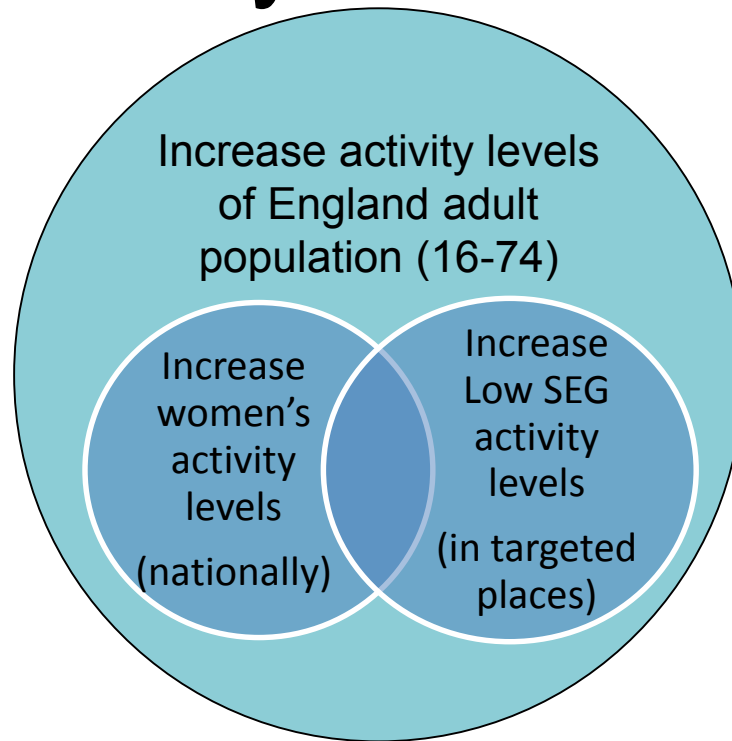 Increase activity levels
of England adult
population (16-74)
Increase
women’s
activity
levels
(nationally)
Increase
Low SEG
activity
levels
(in targeted
places)